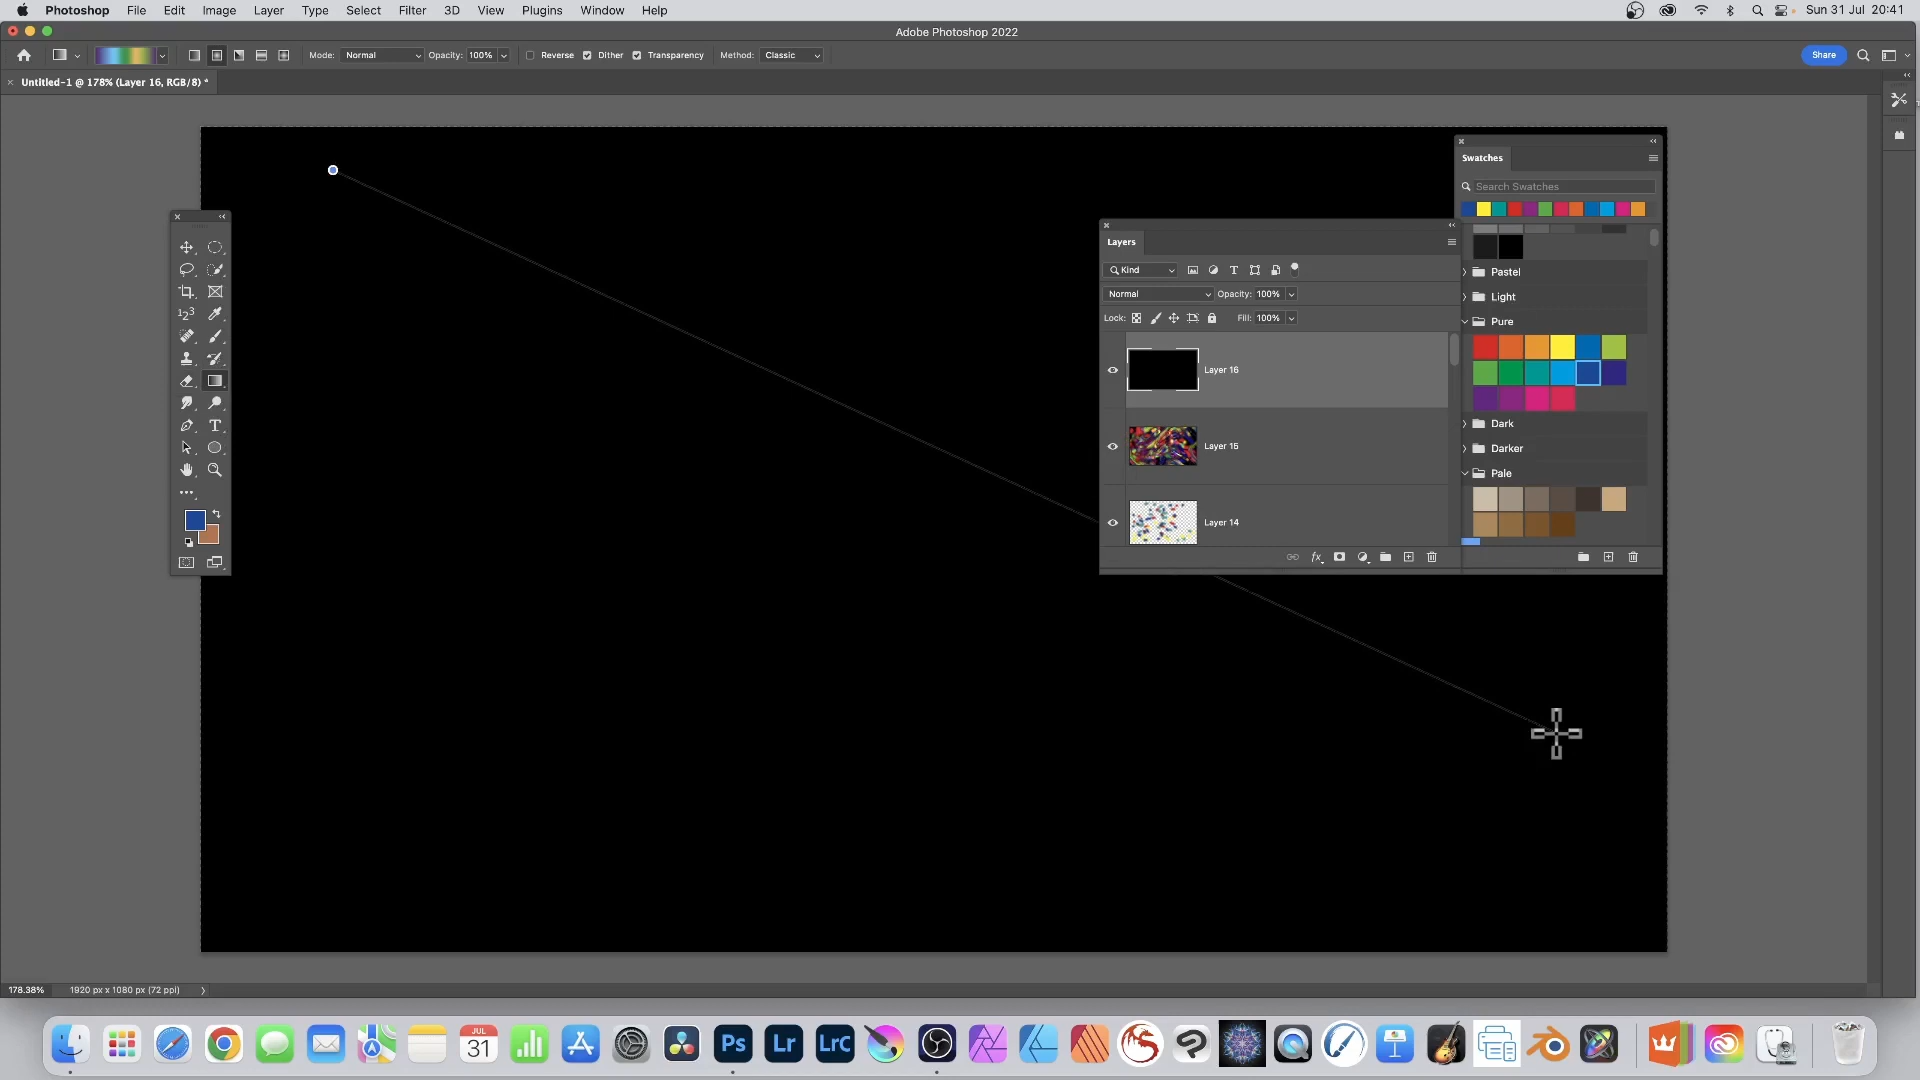 Photoshop File Edit Image Layer Type Select Filter 3D View Plugins Window Help Sun 31 Jul 20:41
Adobe Photoshop 2022
Mode: Normal Opacity: 100% Reverse Dither Transparency Method: Classic Share
Untitled-1 @ 178% (Layer 16, RGB/8) *
Swatches
Search Swatches
Layers
Kind
Pastel
Normal Opacity: 100%
Light
Lock: Fill: 100%
Pure
Layer 16
Dark
Layer 15
Darker
Pale
Layer 14
fx
178.38% 1920 px x 1080 px (72 ppi)
JUL
31
Ps Lr LrC